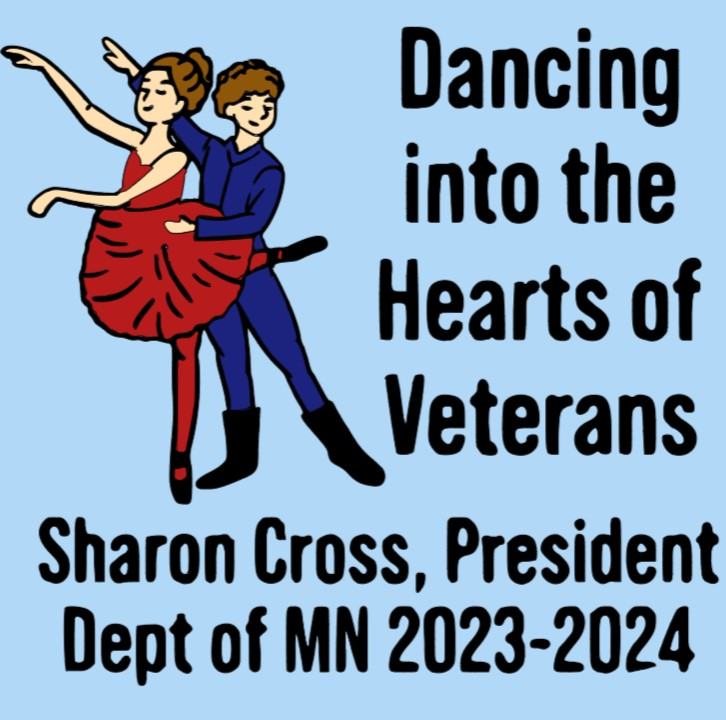 Dancing
into the
Hearts of
Veterans
Sharon Cross, President
Dept of MN 2023-2024